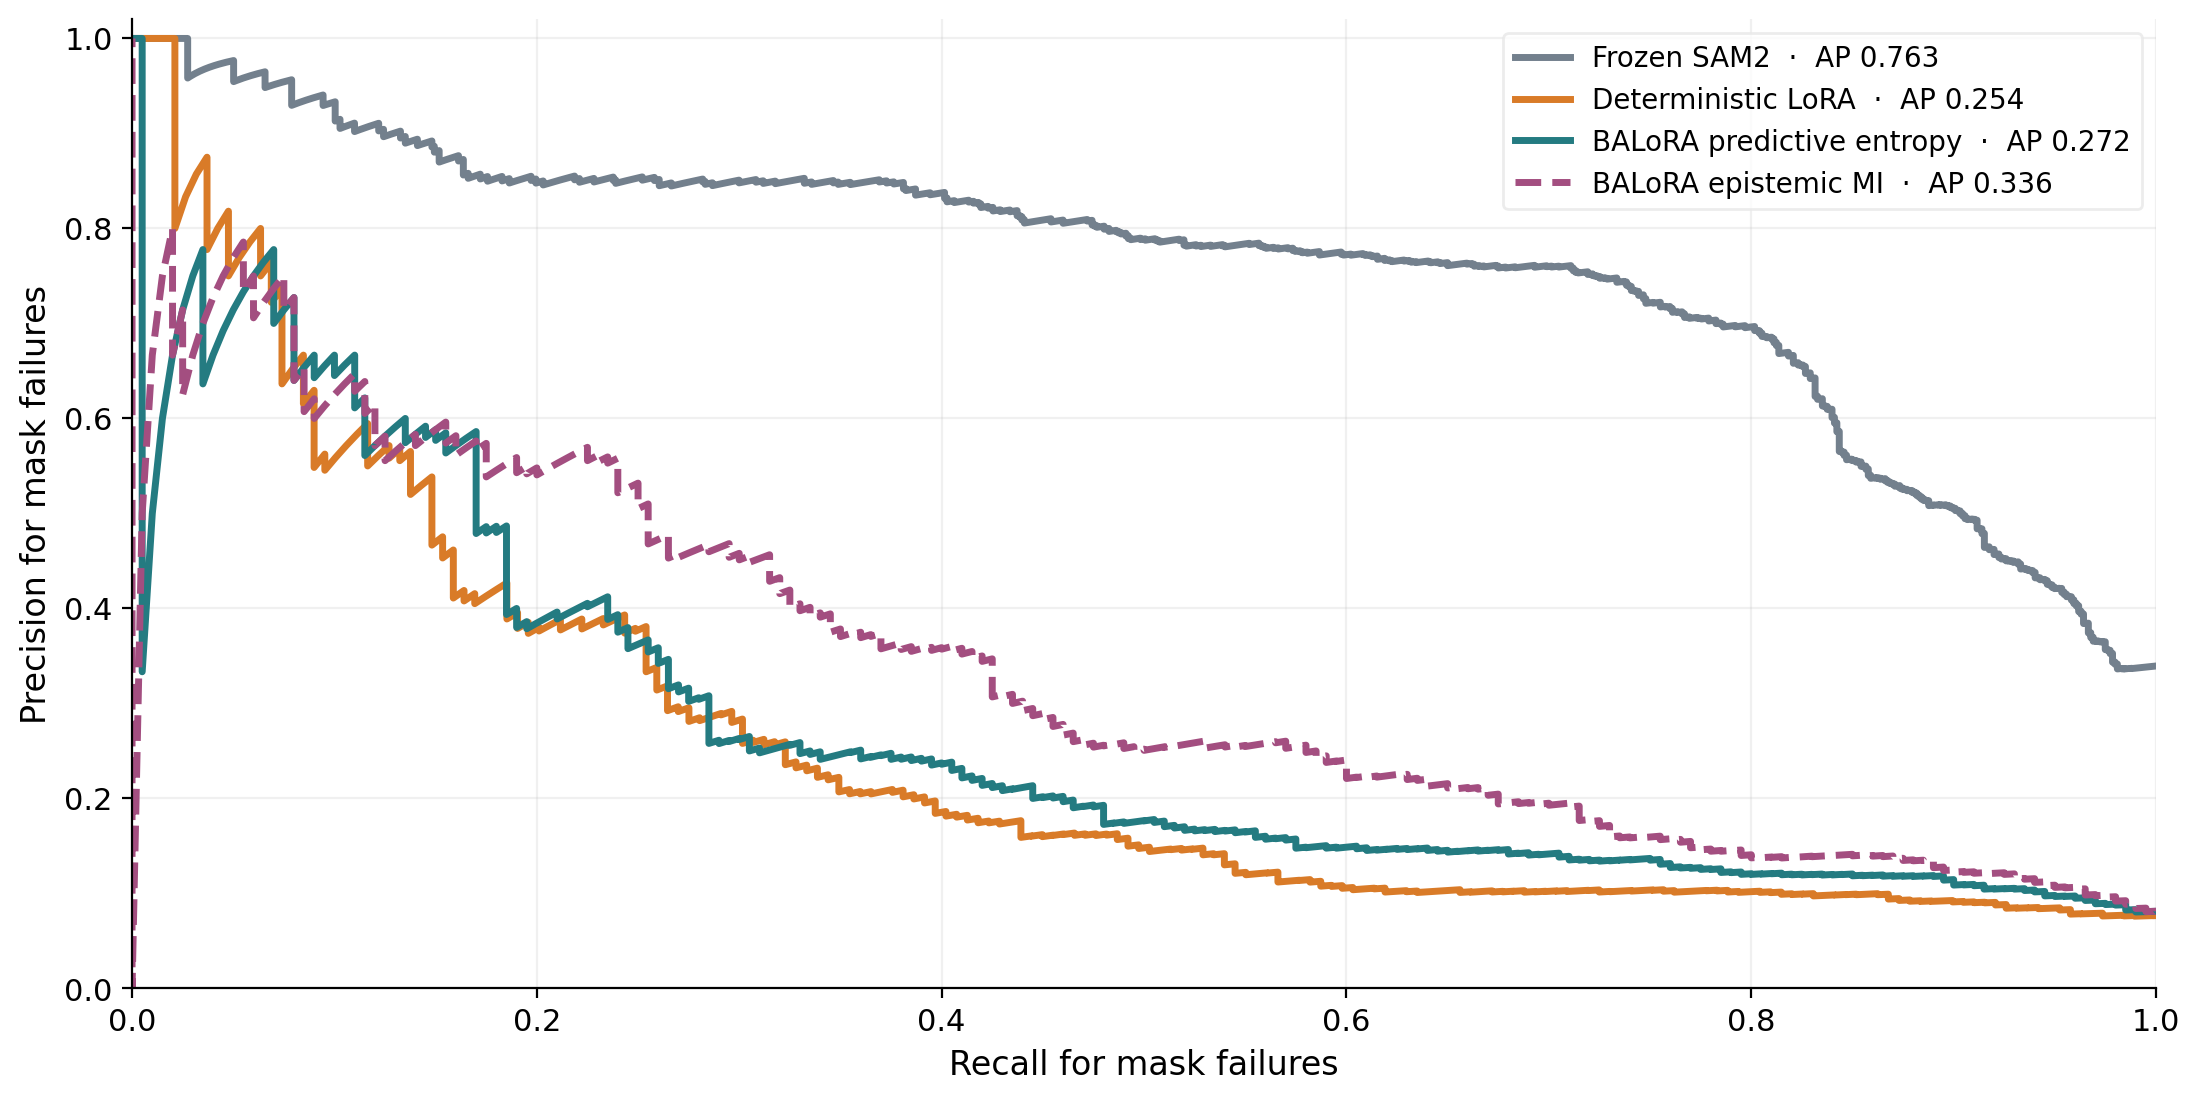 Frozen SAM2 · AP 0.763
Deterministic LoRA · AP 0.254
BALoRA predictive entropy · AP 0.272
BALoRA epistemic MI · AP 0.336
Precision for mask failures
1.0
0.8
0.6
0.4
0.2
0.0
0.0 0.2 0.4 0.6 0.8 1.0
Recall for mask failures